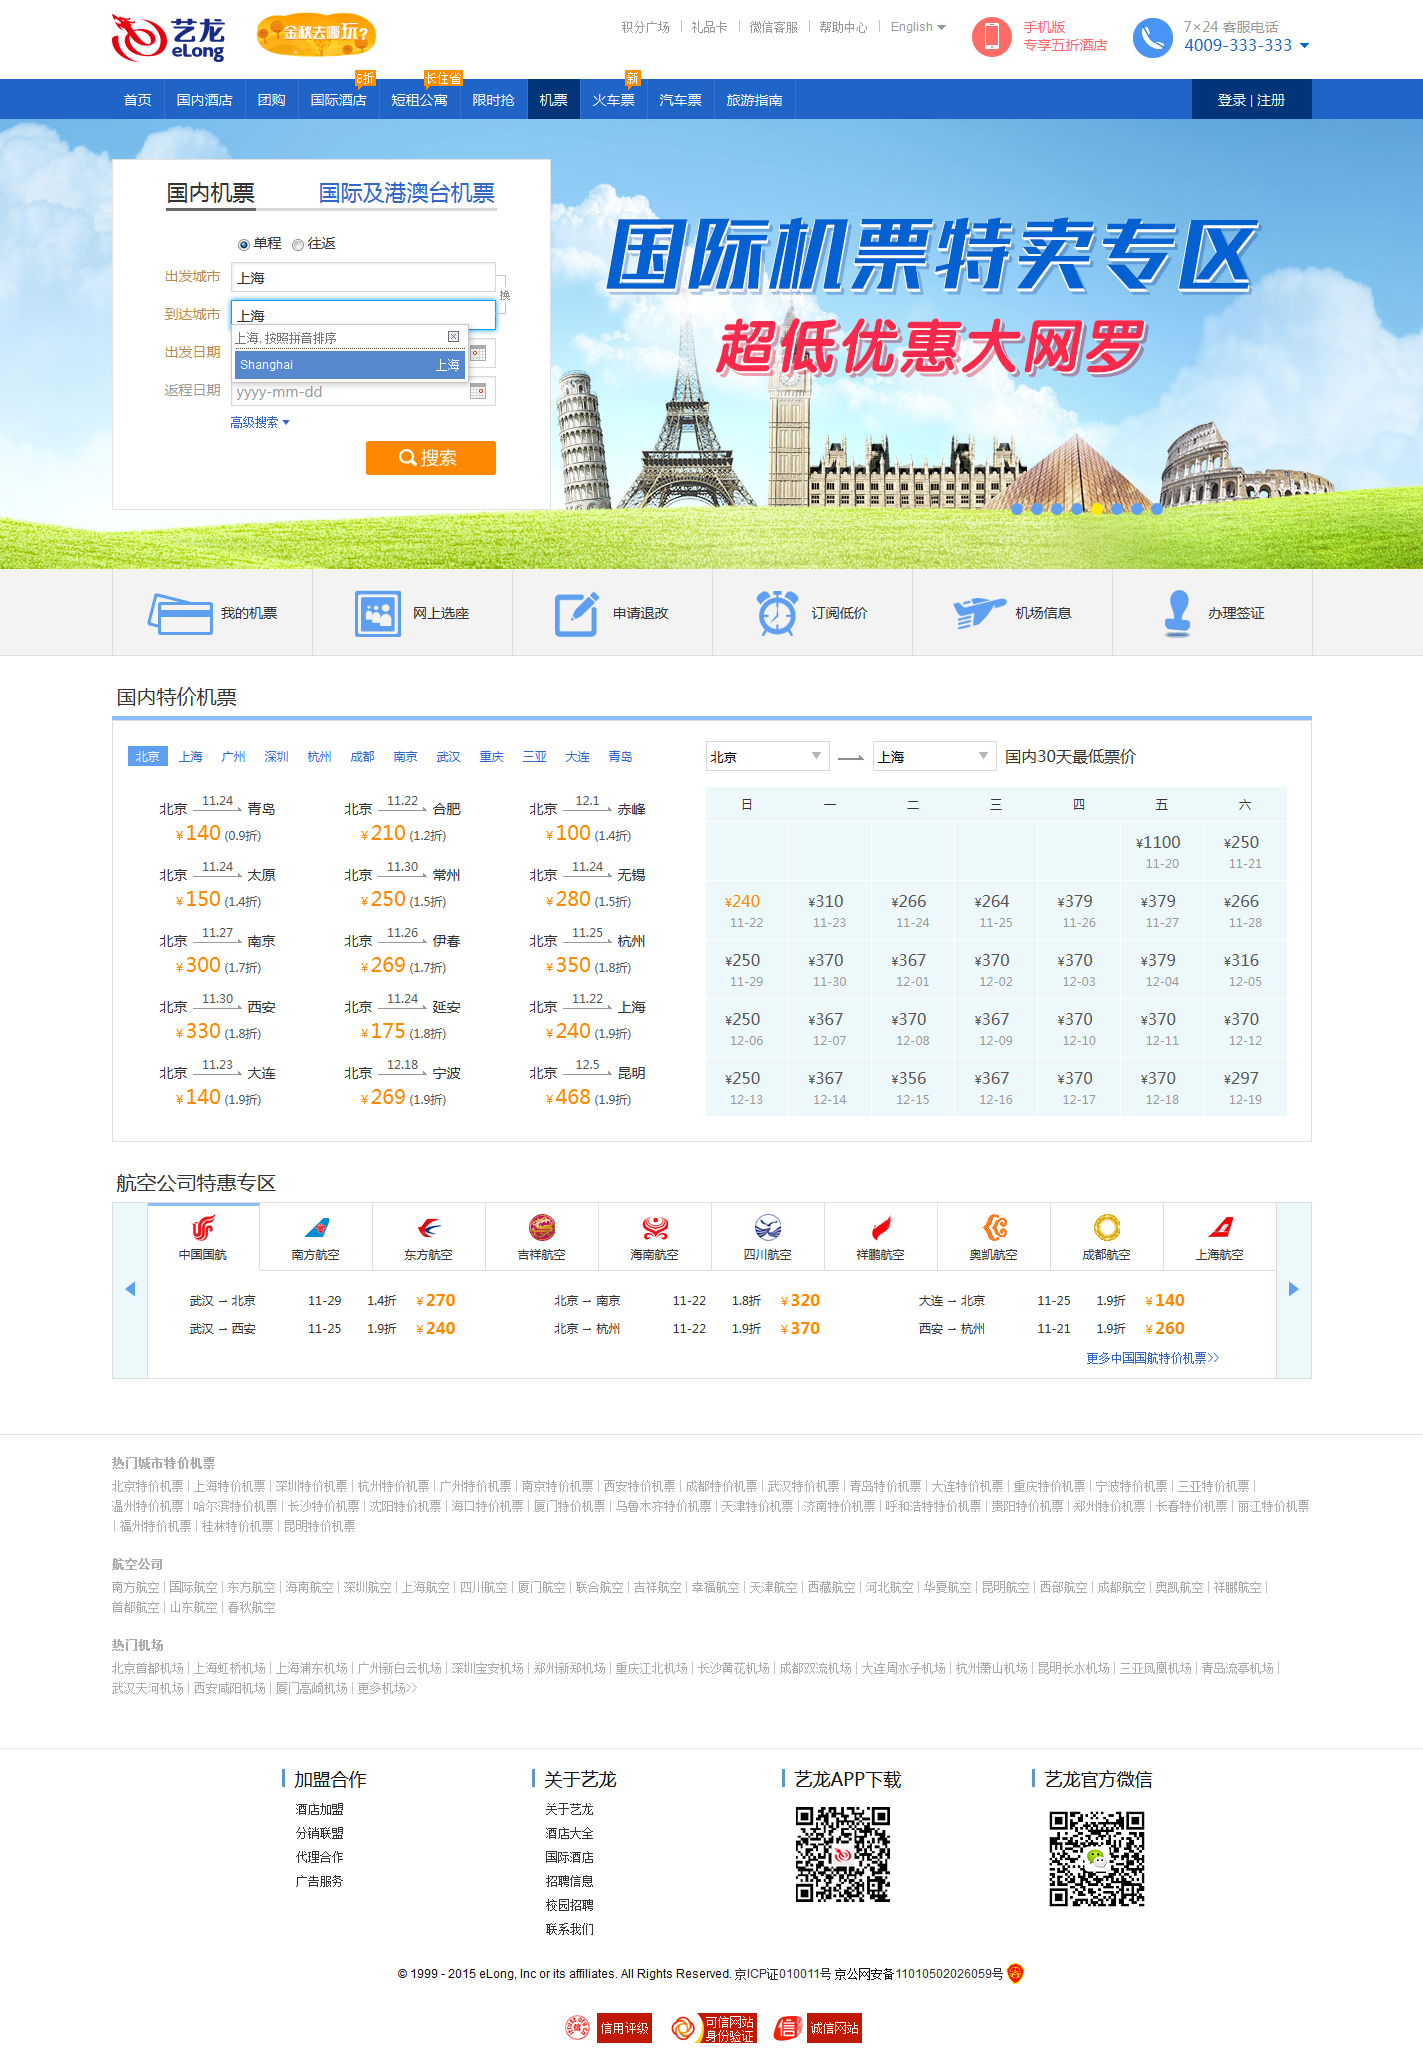 艺龙
eLong
金秋去哪玩?
积分广场 礼品卡 微信客服 帮助中心 English
手机版
专享五折酒店
7×24 客服电话
4009-333-333
8折 长住省 新
首页 国内酒店 团购 国际酒店 短租公寓 限时抢 机票 火车票 汽车票 旅游指南 登录 | 注册
国内机票 国际及港澳台机票
单程 往返
出发城市 上海
换
到达城市 上海
上海, 按照拼音排序
出发日期
Shanghai 上海
返程日期 yyyy-mm-dd
高级搜索
搜索
国际机票特卖专区
超低优惠大网罗
我的机票 网上选座 申请退改 订阅低价 机场信息 办理签证
国内特价机票
北京 上海 广州 深圳 杭州 成都 南京 武汉 重庆 三亚 大连 青岛
北京 11.24 青岛 北京 11.22 合肥 北京 12.1 赤峰
¥140 (0.9折) ¥210 (1.2折) ¥100 (1.4折)
北京 11.24 太原 北京 11.30 常州 北京 11.24 无锡
¥150 (1.4折) ¥250 (1.5折) ¥280 (1.5折)
北京 11.27 南京 北京 11.26 伊春 北京 11.25 杭州
¥300 (1.7折) ¥269 (1.7折) ¥350 (1.8折)
北京 11.30 西安 北京 11.24 延安 北京 11.22 上海
¥330 (1.8折) ¥175 (1.8折) ¥240 (1.9折)
北京 11.23 大连 北京 12.18 宁波 北京 12.5 昆明
¥140 (1.9折) ¥269 (1.9折) ¥468 (1.9折)
北京 上海 国内30天最低票价
日 一 二 三 四 五 六
¥1100 ¥250
11-20 11-21
¥240 ¥310 ¥266 ¥264 ¥379 ¥379 ¥266
11-22 11-23 11-24 11-25 11-26 11-27 11-28
¥250 ¥370 ¥367 ¥370 ¥370 ¥379 ¥316
11-29 11-30 12-01 12-02 12-03 12-04 12-05
¥250 ¥367 ¥370 ¥367 ¥370 ¥370 ¥370
12-06 12-07 12-08 12-09 12-10 12-11 12-12
¥250 ¥367 ¥356 ¥367 ¥370 ¥370 ¥297
12-13 12-14 12-15 12-16 12-17 12-18 12-19
航空公司特惠专区
中国国航 南方航空 东方航空 吉祥航空 海南航空 四川航空 祥鹏航空 奥凯航空 成都航空 上海航空
武汉 → 北京 11-29 1.4折 ¥270 北京 → 南京 11-22 1.8折 ¥320 大连 → 北京 11-25 1.9折 ¥140
武汉 → 西安 11-25 1.9折 ¥240 北京 → 杭州 11-22 1.9折 ¥370 西安 → 杭州 11-21 1.9折 ¥260
更多中国国航特价机票>>
热门城市特价机票
北京特价机票 | 上海特价机票 | 深圳特价机票 | 杭州特价机票 | 广州特价机票 | 南京特价机票 | 西安特价机票 | 成都特价机票 | 武汉特价机票 | 青岛特价机票 | 大连特价机票 | 重庆特价机票 | 宁波特价机票 | 三亚特价机票 |
温州特价机票 | 哈尔滨特价机票 | 长沙特价机票 | 沈阳特价机票 | 海口特价机票 | 厦门特价机票 | 乌鲁木齐特价机票 | 天津特价机票 | 济南特价机票 | 呼和浩特特价机票 | 贵阳特价机票 | 郑州特价机票 | 长春特价机票 | 丽江特价机票
| 福州特价机票 | 桂林特价机票 | 昆明特价机票
航空公司
南方航空 | 国际航空 | 东方航空 | 海南航空 | 深圳航空 | 上海航空 | 四川航空 | 厦门航空 | 联合航空 | 吉祥航空 | 幸福航空 | 天津航空 | 西藏航空 | 河北航空 | 华夏航空 | 昆明航空 | 西部航空 | 成都航空 | 奥凯航空 | 祥鹏航空 |
首都航空 | 山东航空 | 春秋航空
热门机场
北京首都机场 | 上海虹桥机场 | 上海浦东机场 | 广州新白云机场 | 深圳宝安机场 | 郑州新郑机场 | 重庆江北机场 | 长沙黄花机场 | 成都双流机场 | 大连周水子机场 | 杭州萧山机场 | 昆明长水机场 | 三亚凤凰机场 | 青岛流亭机场 |
武汉天河机场 | 西安咸阳机场 | 厦门高崎机场 | 更多机场>>
加盟合作 关于艺龙 艺龙APP下载 艺龙官方微信
酒店加盟 关于艺龙
分销联盟 酒店大全
代理合作 国际酒店
广告服务 招聘信息
校园招聘
联系我们
© 1999 - 2015 eLong, Inc or its affiliates. All Rights Reserved. 京ICP证010011号 京公网安备11010502026059号
信用评级 可信网站 身份验证 信 诚信网站